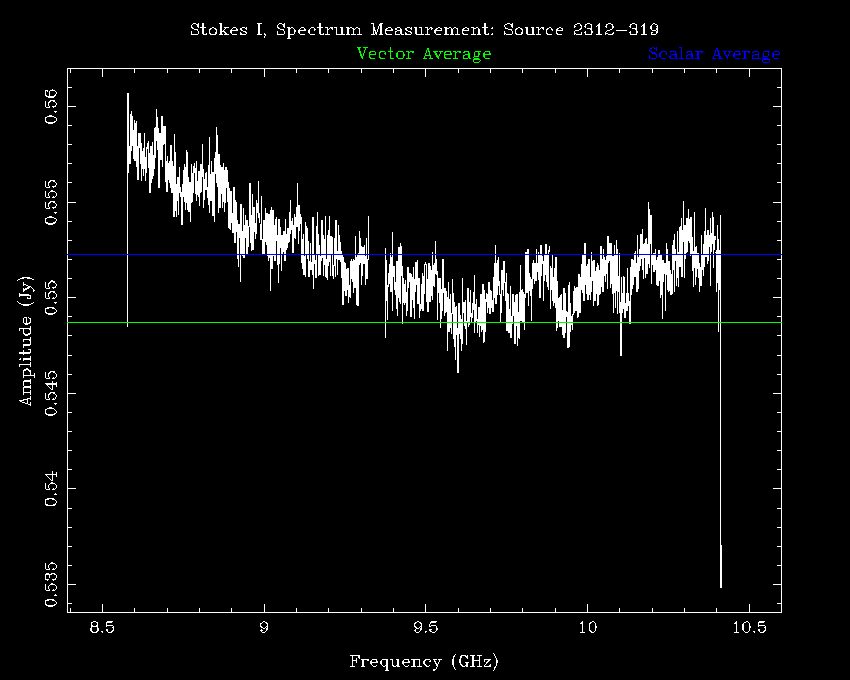 Stokes I, Spectrum Measurement: Source 2312−319
Vector Average Scalar Average
0.56
0.555
0.55
0.545
0.54
0.535
Amplitude (Jy)
8.5 9 9.5 10 10.5
Frequency (GHz)